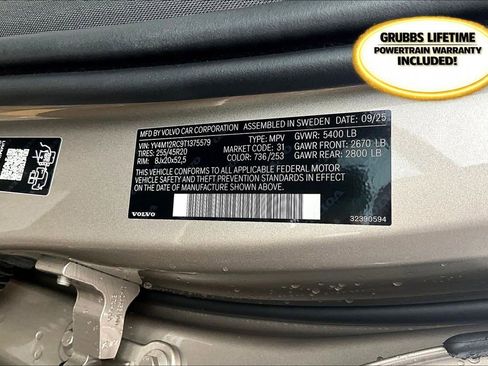 GRUBBS LIFETIME
POWERTRAIN WARRANTY
INCLUDED!
MFD BY VOLVO CAR CORPORATION ASSEMBLED IN SWEDEN 09/25
VIN: YV4M12RC9T1375579 TYPE: MPV GVWR: 5400 LB
TIRES: 255/45R20 MARKET CODE: 31 GAWR FRONT: 2670 LB
RIM: 8Jx20x52,5 COLOR: 736/253 GAWR REAR: 2800 LB
THIS VEHICLE CONFORMS TO ALL APPLICABLE FEDERAL MOTOR
VEHICLE SAFETY AND THEFT PREVENTION STANDARDS IN EFFECT
ON THE DATE OF MANUFACTURE SHOWN ABOVE.
VOLVO 32390594